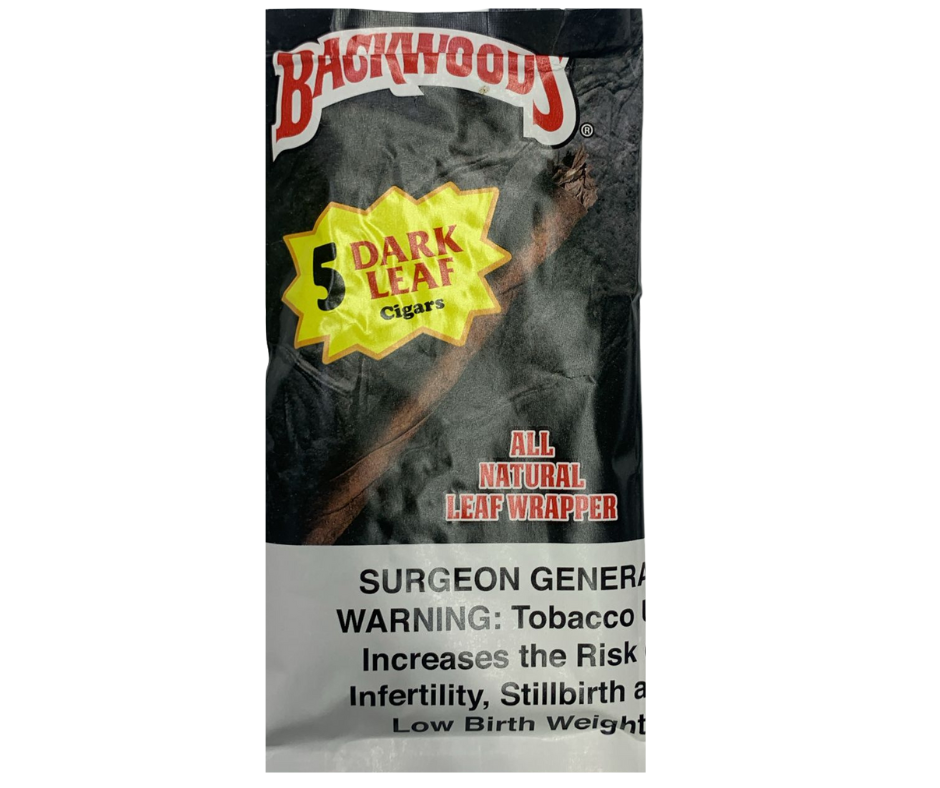 BACKWOODS®
5 DARK
LEAF
Cigars
ALL
NATURAL
LEAF WRAPPER
SURGEON GENERA
WARNING: Tobacco U
Increases the Risk
Infertility, Stillbirth a
Low Birth Weight